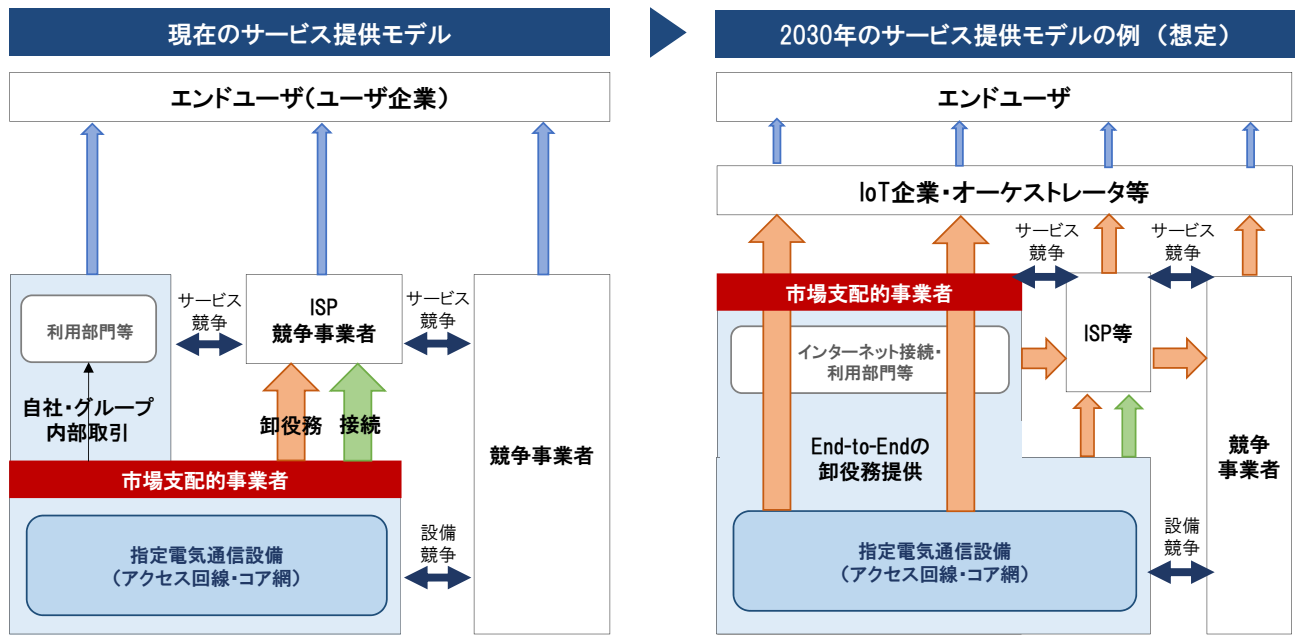 現在のサービス提供モデル
エンドユーザ(ユーザ企業)
利用部門等
サービス
競争
ISP
競争事業者
サービス
競争
自社・グループ
内部取引
卸役務
接続
競争事業者
市場支配的事業者
設備
競争
指定電気通信設備
(アクセス回線・コア網)
2030年のサービス提供モデルの例 (想定)
エンドユーザ
IoT企業・オーケストレータ等
サービス
競争
サービス
競争
市場支配的事業者
ISP等
インターネット接続・
利用部門等
End-to-Endの
卸役務提供
競争
事業者
設備
競争
指定電気通信設備
(アクセス回線・コア網)